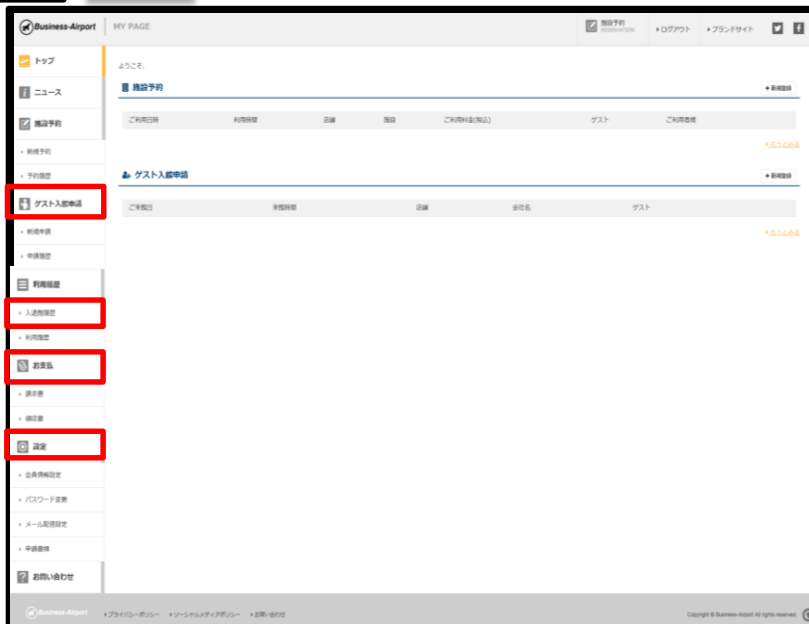 Business-Airport
MY PAGE
施設予約
RESERVATION
ログアウト
ブランドサイト
トップ
ニュース
施設予約
新規予約
予約履歴
ゲスト入館申請
新規申請
申請履歴
利用履歴
入退館履歴
利用履歴
お支払
請求書
領収書
設定
会員情報設定
パスワード変更
メール配信設定
申請書類
お問い合わせ
ようこそ、
施設予約
+ 新規登録
ご利用日時 利用時間 店舗 施設 ご利用料金(税込) ゲスト ご利用者様
もっとみる
ゲスト入館申請
+ 新規登録
ご来館日 来館時間 店舗 会社名 ゲスト
もっとみる
Business-Airport
プライバシーポリシー ソーシャルメディアポリシー お問い合わせ
Copyright © Business-Airport All rights reserved.